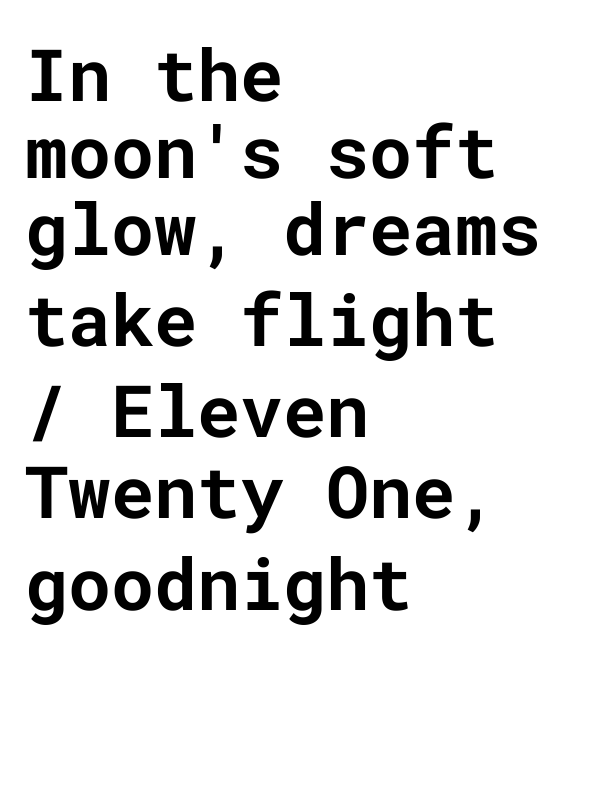 In the
moon's soft
glow, dreams
take flight
/ Eleven
Twenty One,
goodnight